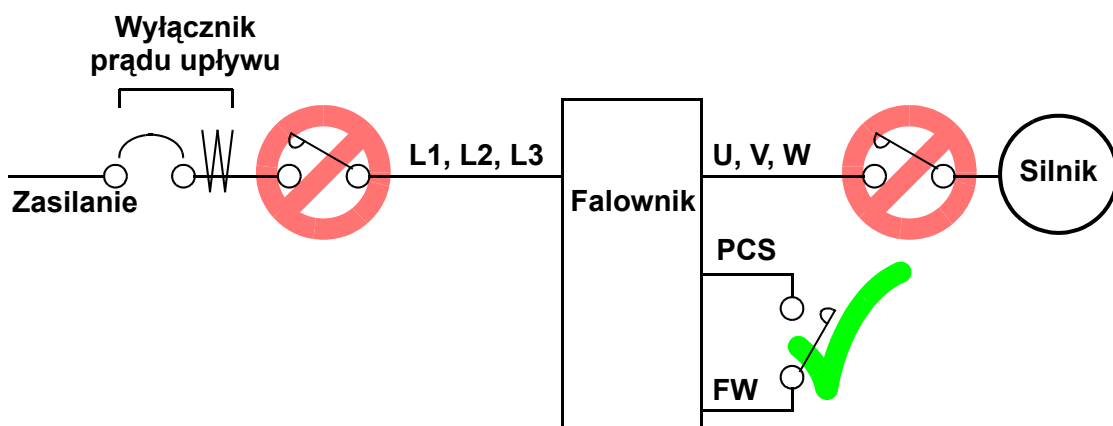 Wyłącznik
prądu upływu
L1, L2, L3
U, V, W
Zasilanie
Falownik
Silnik
PCS
FW